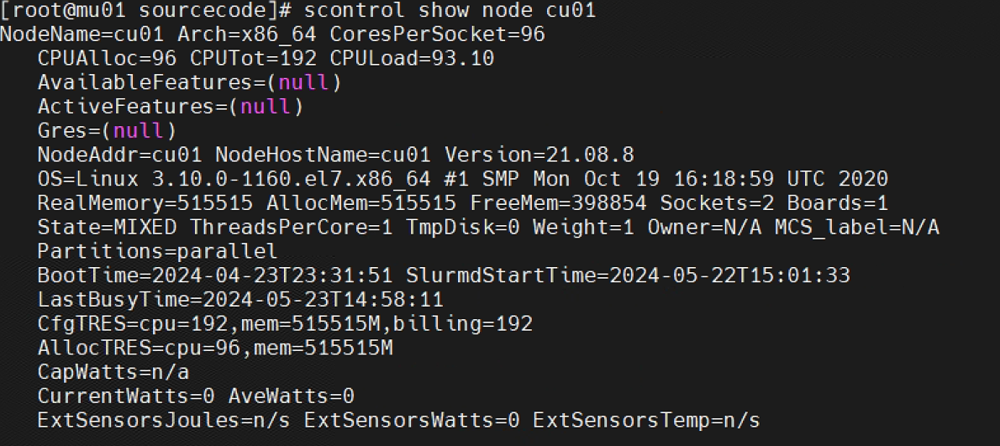 [root@mu01 sourcecode]# scontrol show node cu01
NodeName=cu01 Arch=x86_64 CoresPerSocket=96
CPUAlloc=96 CPUTot=192 CPULoad=93.10
AvailableFeatures=(null)
ActiveFeatures=(null)
Gres=(null)
NodeAddr=cu01 NodeHostName=cu01 Version=21.08.8
OS=Linux 3.10.0-1160.el7.x86_64 #1 SMP Mon Oct 19 16:18:59 UTC 2020
RealMemory=515515 AllocMem=515515 FreeMem=398854 Sockets=2 Boards=1
State=MIXED ThreadsPerCore=1 TmpDisk=0 Weight=1 Owner=N/A MCS_label=N/A
Partitions=parallel
BootTime=2024-04-23T23:31:51 SlurmdStartTime=2024-05-22T15:01:33
LastBusyTime=2024-05-23T14:58:11
CfgTRES=cpu=192,mem=515515M,billing=192
AllocTRES=cpu=96,mem=515515M
CapWatts=n/a
CurrentWatts=0 AveWatts=0
ExtSensorsJoules=n/s ExtSensorsWatts=0 ExtSensorsTemp=n/s